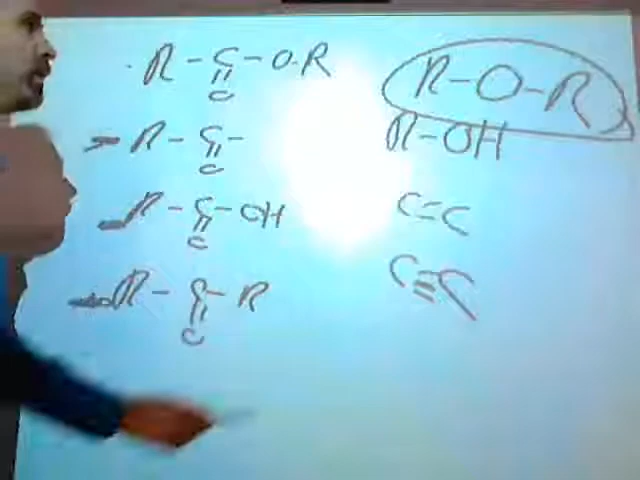 R-C-O-R
||
O
R-C-
||
O
R-C-OH
||
O
R-C-R
||
O
R-O-R
R-OH
C=C
C≡C